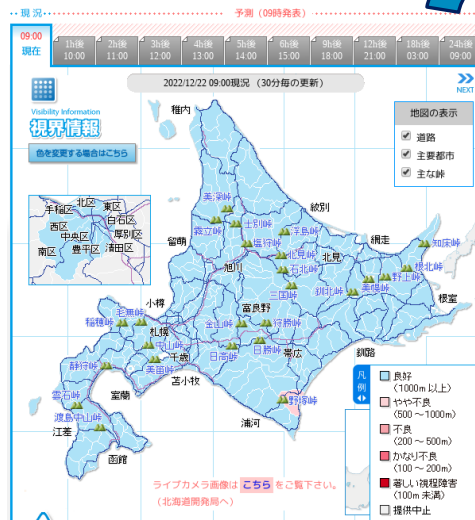 現況
予測（09時発表）
09:00
現在
1h後
10:00
2h後
11:00
3h後
12:00
4h後
13:00
5h後
14:00
6h後
15:00
9h後
18:00
12h後
21:00
18h後
03:00
24h後
09:00
2022/12/22 09:00現況 （30分毎の更新）
NEXT
Visibility Information
視界情報
色を変更する場合はこちら
地図の表示
道路
主要都市
主な峠
手稲区
北区
東区
西区
白石区
中央区
厚別区
南区
豊平区
清田区
稚内
美深峠
士別峠
霧立峠
紋別
浮島峠
留萌
塩狩峠
北見峠
網走
知床峠
旭川
石北峠
北見
根北峠
野上峠
美幌峠
三国峠
釧北峠
根室
小樽
富良野
毛無峠
稲穂峠
札幌
金山峠
狩勝峠
中山峠
釧路
千歳
日高峠
日勝峠
帯広
静狩峠
美笛峠
苫小牧
雲石峠
室蘭
野塚峠
渡島中山峠
浦河
江差
函館
ライブカメラ画像は こちら をご覧下さい。
（北海道開発局へ）
凡例
良好
（1000m 以上）
やや不良
（500 ～1000m）
不良
（200 ～ 500m）
かなり不良
（100 ～ 200m）
著しい視程障害
（100m 未満）
提供中止